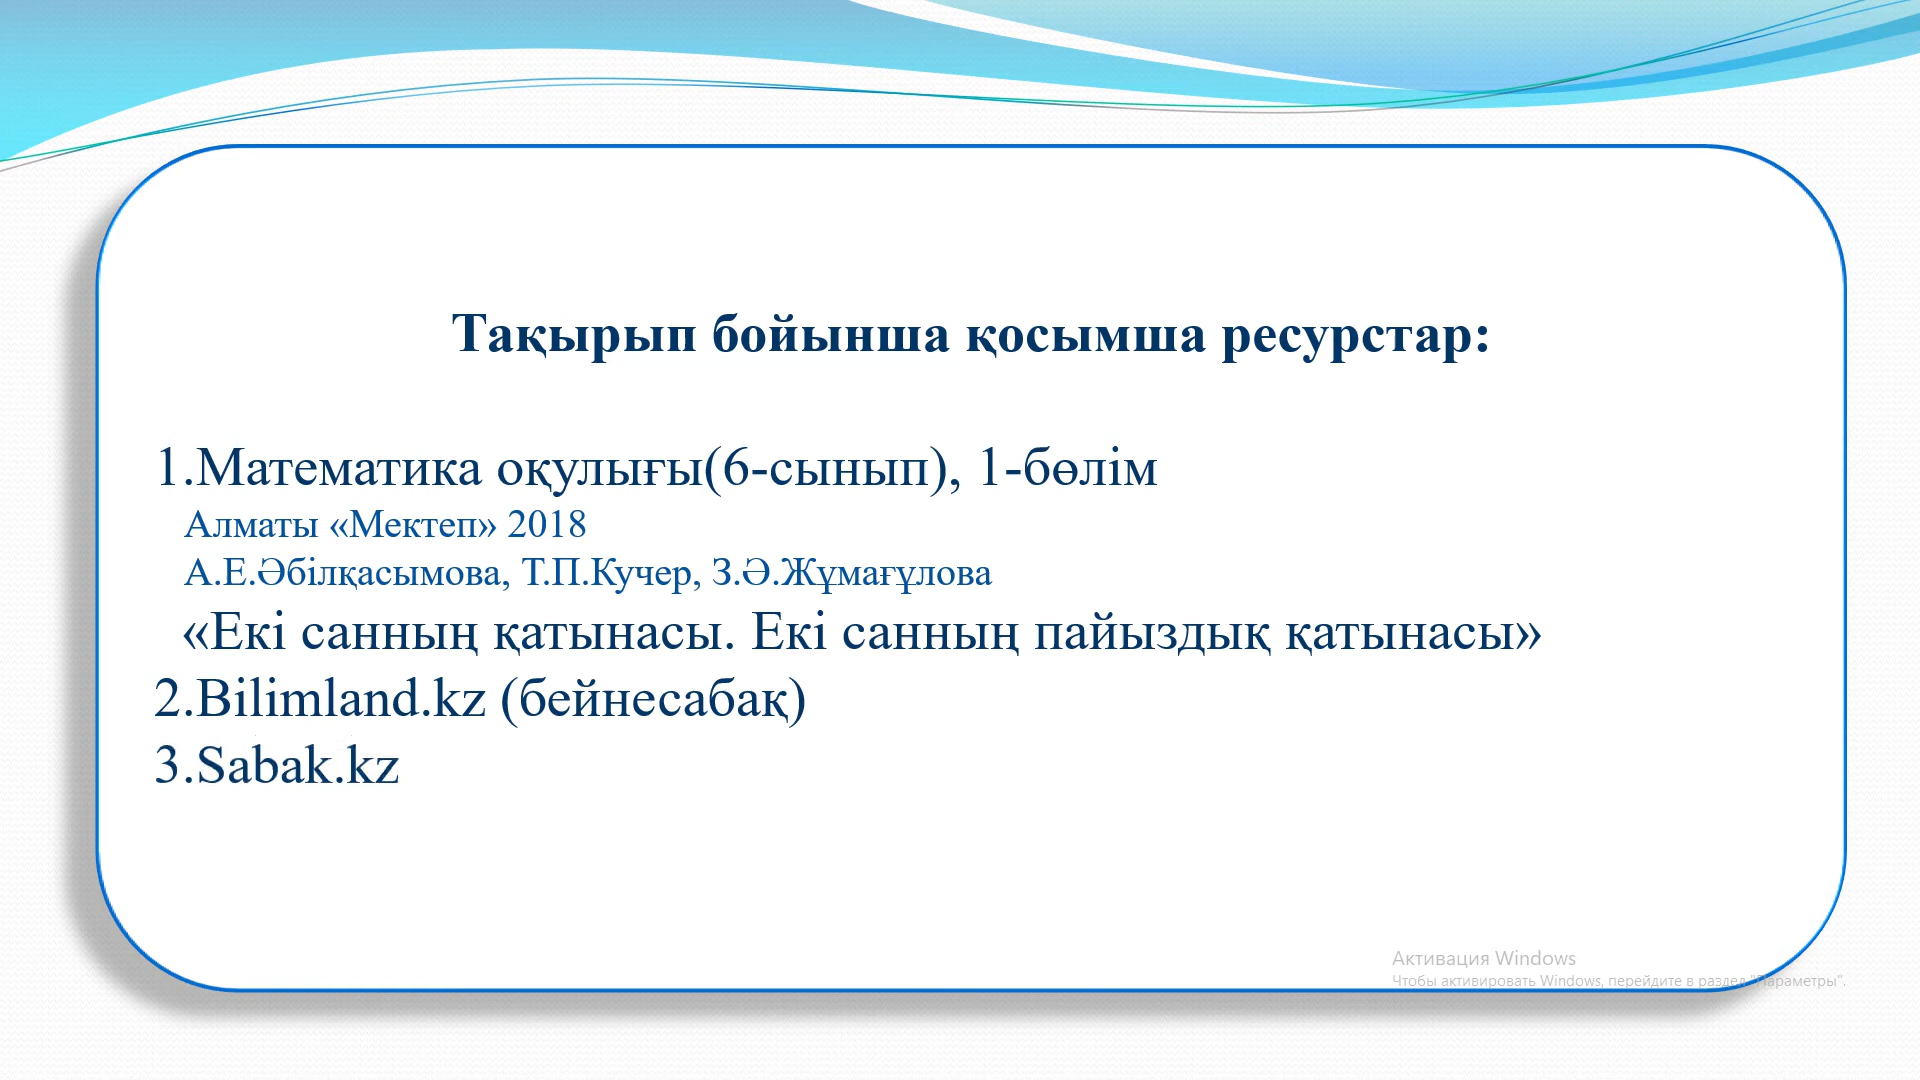 Тақырып бойынша қосымша ресурстар:
1.Математика оқулығы(6-сынып), 1-бөлім
Алматы «Мектеп» 2018
А.Е.Әбілқасымова, Т.П.Кучер, З.Ә.Жұмағұлова
«Екі санның қатынасы. Екі санның пайыздық қатынасы»
2.Bilimland.kz (бейнесабақ)
3.Sabak.kz
Активация Windows
Чтобы активировать Windows, перейдите в раздел "Параметры".